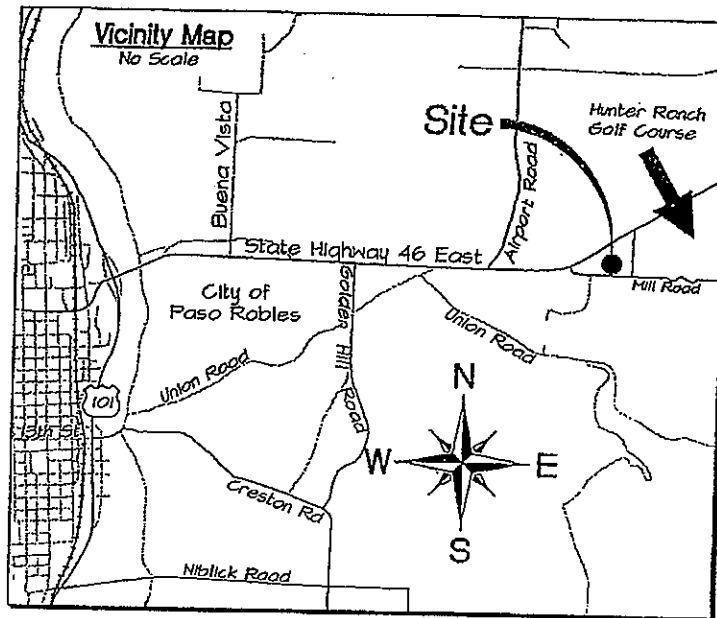 Vicinity Map
No Scale
Site
Hunter Ranch
Golf Course
Buena Vista
Airport Road
State Highway 46 East
Mill Road
City of
Paso Robles
Golden Hill Road
Union Road
Union Road
101
13th St
Creston Rd
Niblick Road
N
W
E
S